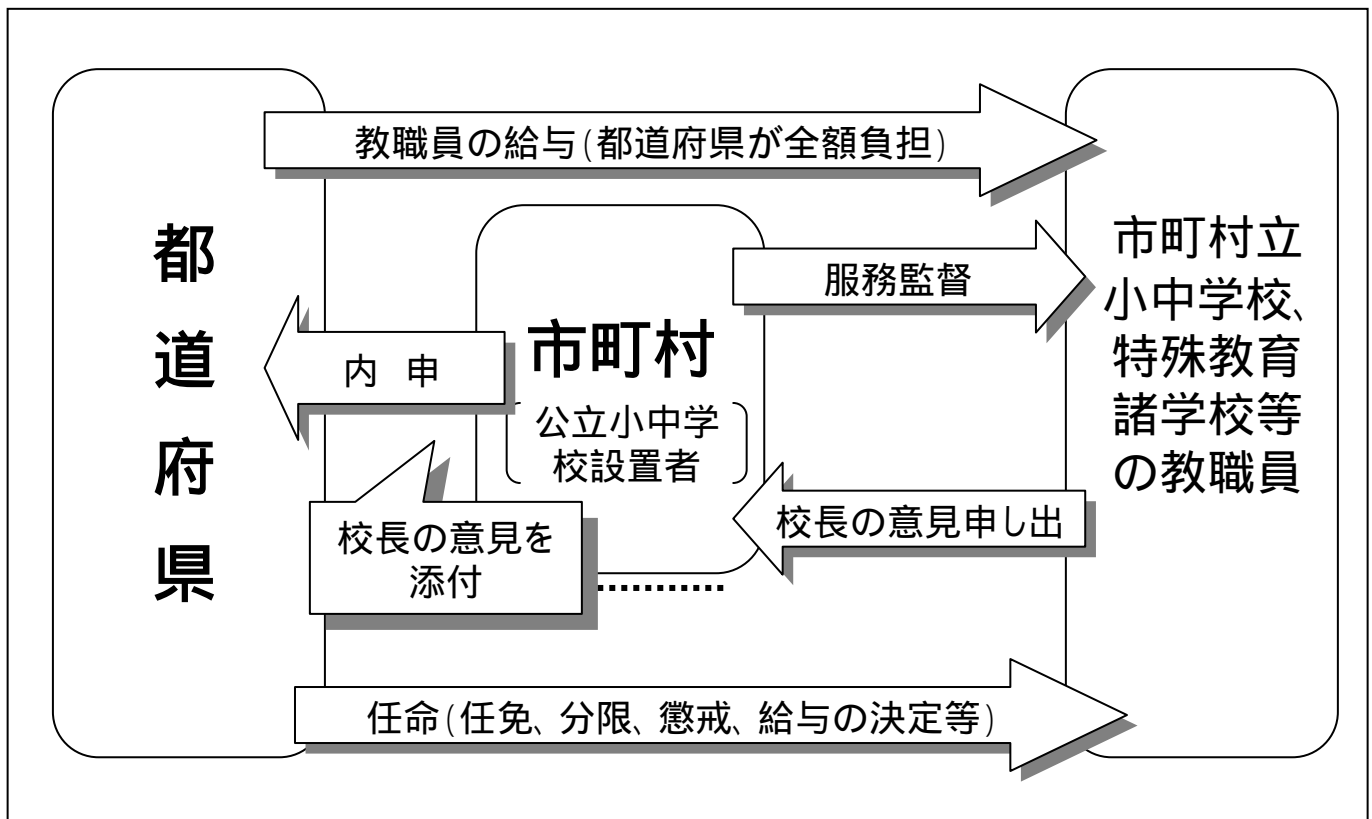 教職員の給与(都道府県が全額負担)
都
道
府
県
市町村
公立小中学
校設置者
服務監督
内 申
校長の意見を
添付
校長の意見申し出
市町村立
小中学校、
特殊教育
諸学校等
の教職員
任命(任免、分限、懲戒、給与の決定等)